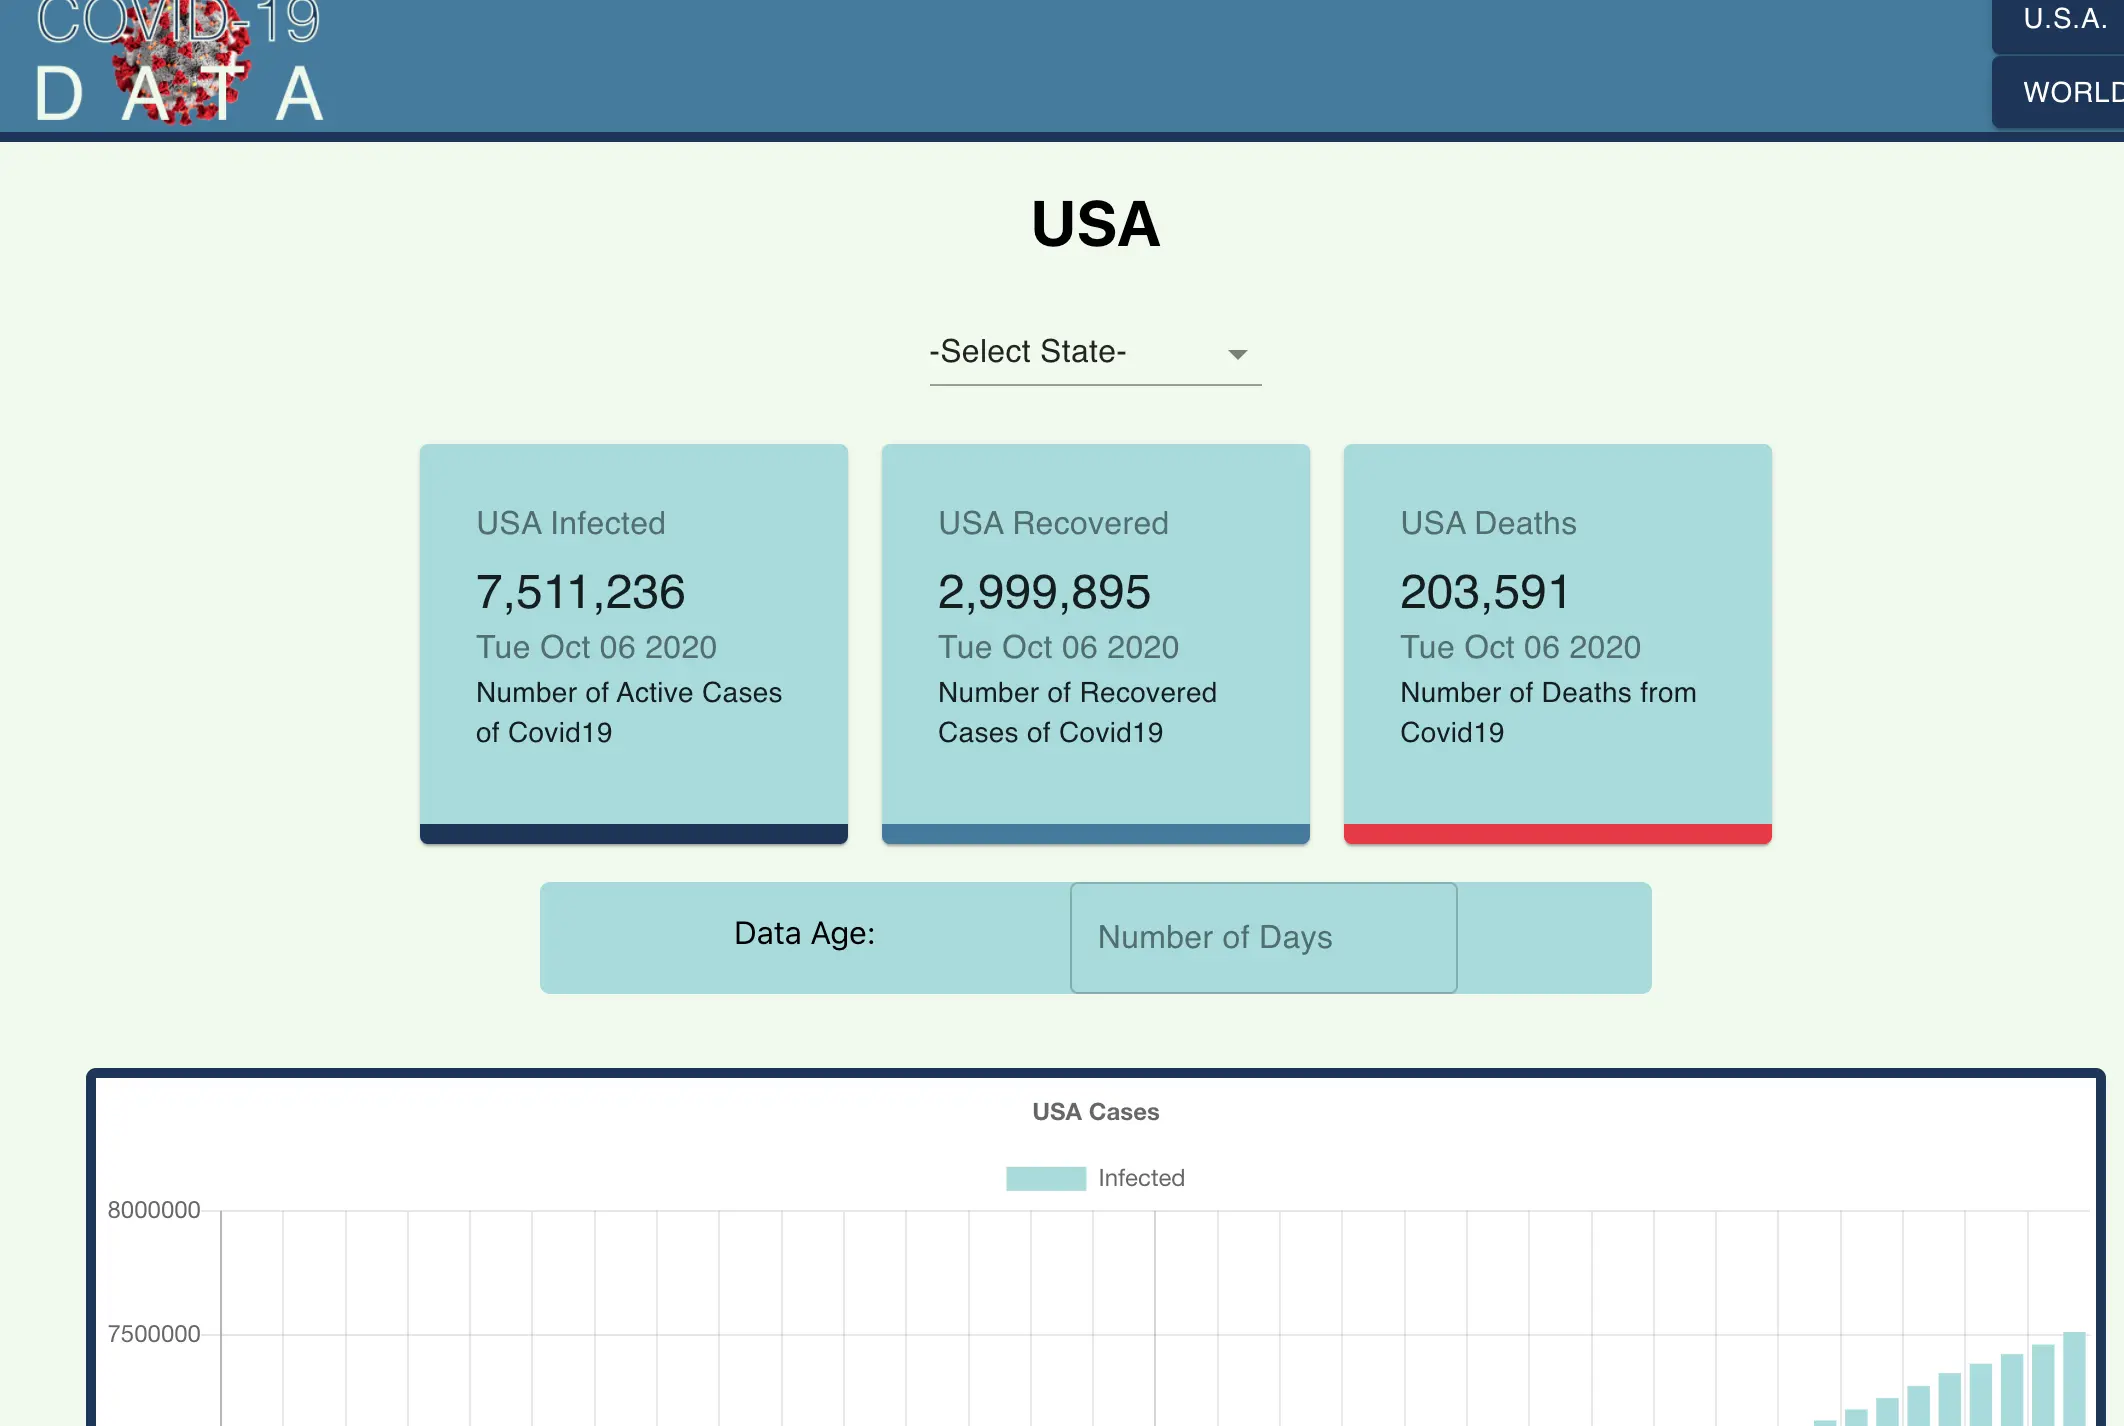 COVID-19
DATA
U.S.A.
WORLD
USA
-Select State-
USA Infected
7,511,236
Tue Oct 06 2020
Number of Active Cases
of Covid19
USA Recovered
2,999,895
Tue Oct 06 2020
Number of Recovered
Cases of Covid19
USA Deaths
203,591
Tue Oct 06 2020
Number of Deaths from
Covid19
Data Age:
Number of Days
USA Cases
Infected
8000000
7500000